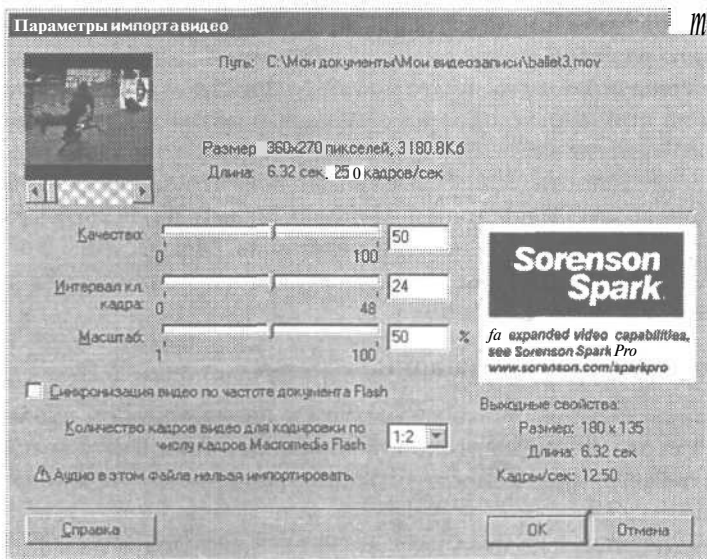 Параметры импорта видео
m
Путь: C:\Мои документы\Мои видеозаписи\ballet3.mov
Размер 360x270 пикселей, 3180.8Кб
Длина: 6.32 сек. 25 0 кадров/сек
Качество: 50
0 100
Интервал кл. кадра: 24
0 48
Масштаб: 50 %
1 100
Sorenson
Spark
fa expanded video capabilities,
see Sorenson Spark Pro
www.sorenson.com/sparkpro
Синхронизация видео по частоте документа Flash
Количество кадров видео для кодировки по
числу кадров Macromedia Flash 1:2
Аудио в этом файле нельзя импортировать.
Выходные свойства:
Размер: 180 x 135
Длина: 6.32 сек
Кадры/сек: 12.50
Справка OK Отмена